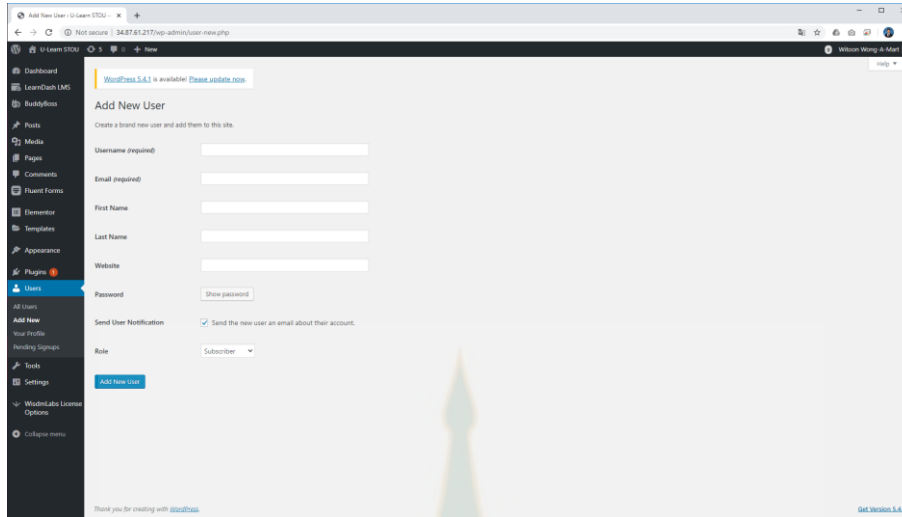 Add New User ‹ U-Learn STOU —
Not secure | 34.87.61.217/wp-admin/user-new.php
U-Learn STOU 5 0 New Witoon Wong-A-Mart
Help
Dashboard
LearnDash LMS
BuddyBoss
Posts
Media
Pages
Comments
Fluent Forms
Elementor
Templates
Appearance
Plugins 1
Users
All Users
Add New
Your Profile
Pending Signups
Tools
Settings
WisdmLabs License
Options
Collapse menu
WordPress 5.4.1 is available! Please update now.
Add New User
Create a brand new user and add them to this site.
Username (required)
Email (required)
First Name
Last Name
Website
Password Show password
Send User Notification Send the new user an email about their account.
Role Subscriber
Add New User
Thank you for creating with WordPress. Get Version 5.4.